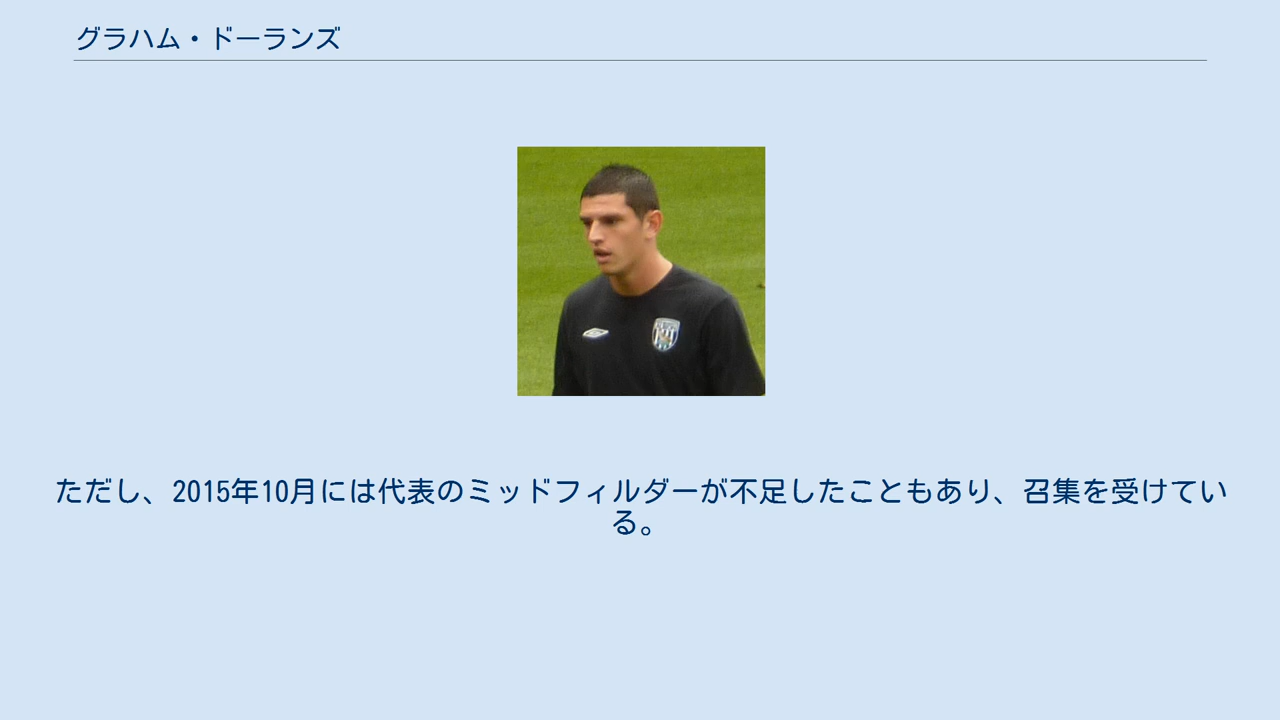 グラハム・ドーランズ
ただし、2015年10月には代表のミッドフィルダーが不足したこともあり、召集を受けてい
る。